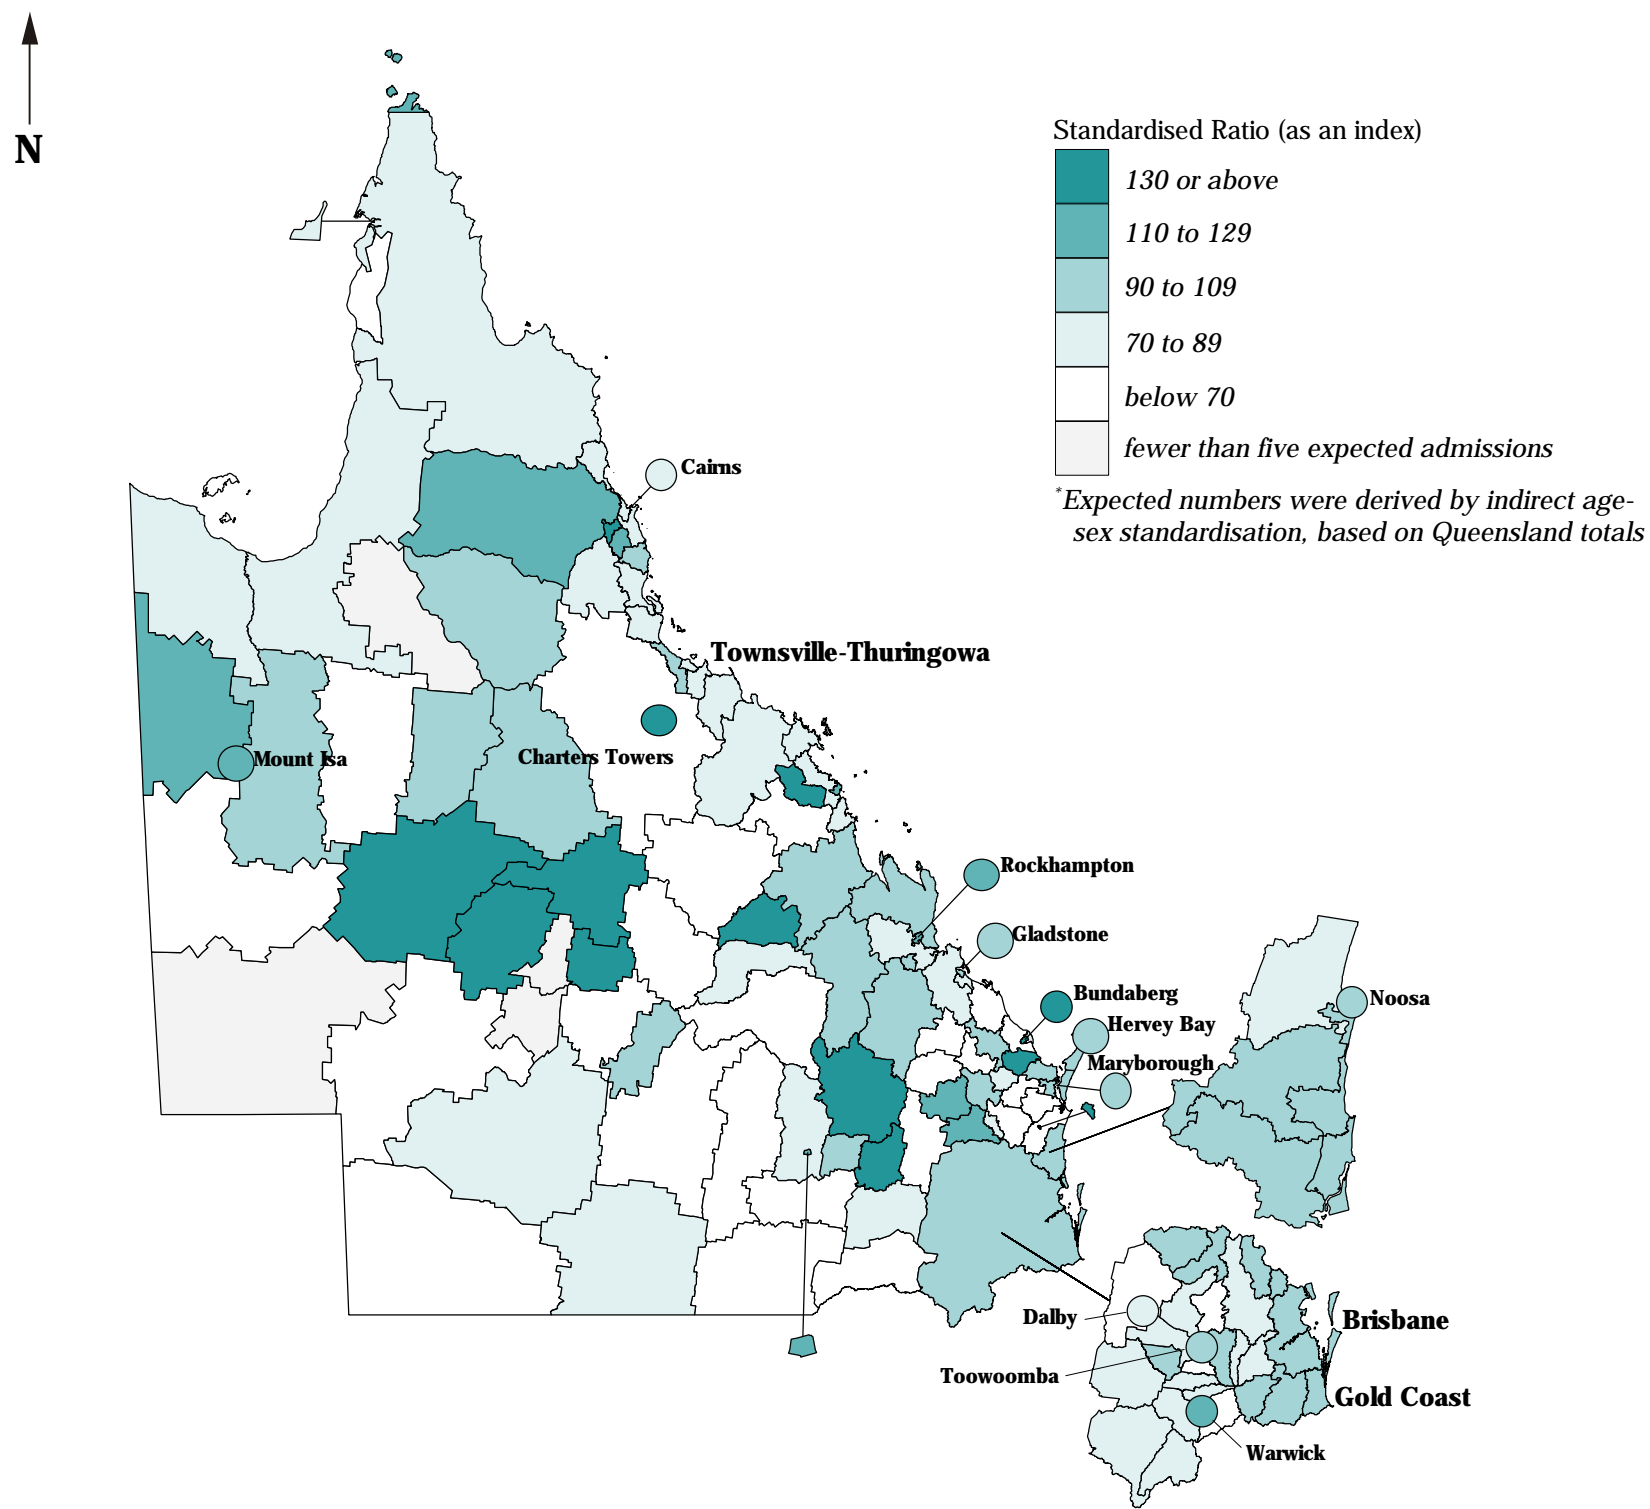 N
Standardised Ratio (as an index)
130 or above
110 to 129
90 to 109
70 to 89
below 70
fewer than five expected admissions
*Expected numbers were derived by indirect age-
sex standardisation, based on Queensland totals
Cairns
Townsville-Thuringowa
Mount Isa
Charters Towers
Rockhampton
Gladstone
Bundaberg
Noosa
Hervey Bay
Maryborough
Dalby
Brisbane
Toowoomba
Gold Coast
Warwick